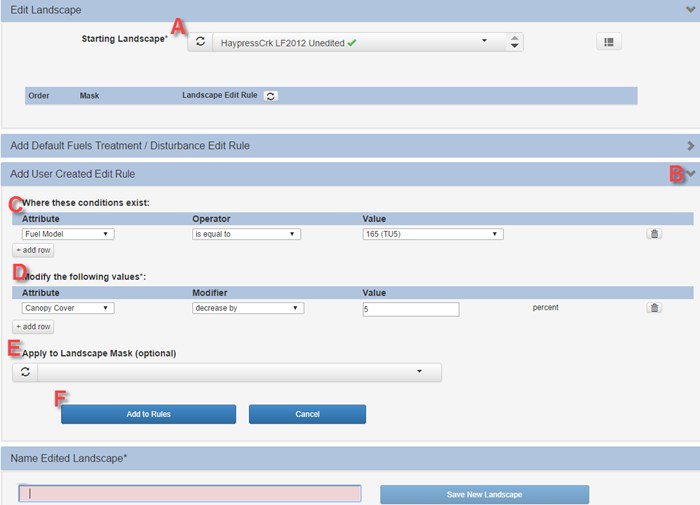 Edit Landscape
A
Starting Landscape* HaypressCrk LF2012 Unedited
Order Mask Landscape Edit Rule
Add Default Fuels Treatment / Disturbance Edit Rule
Add User Created Edit Rule B
C Where these conditions exist:
Attribute Operator Value
Fuel Model is equal to 165 (TU5)
+ add row
D Modify the following values*:
Attribute Modifier Value
Canopy Cover decrease by 5 percent
+ add row
E Apply to Landscape Mask (optional)
F
Add to Rules Cancel
Name Edited Landscape*
Save New Landscape